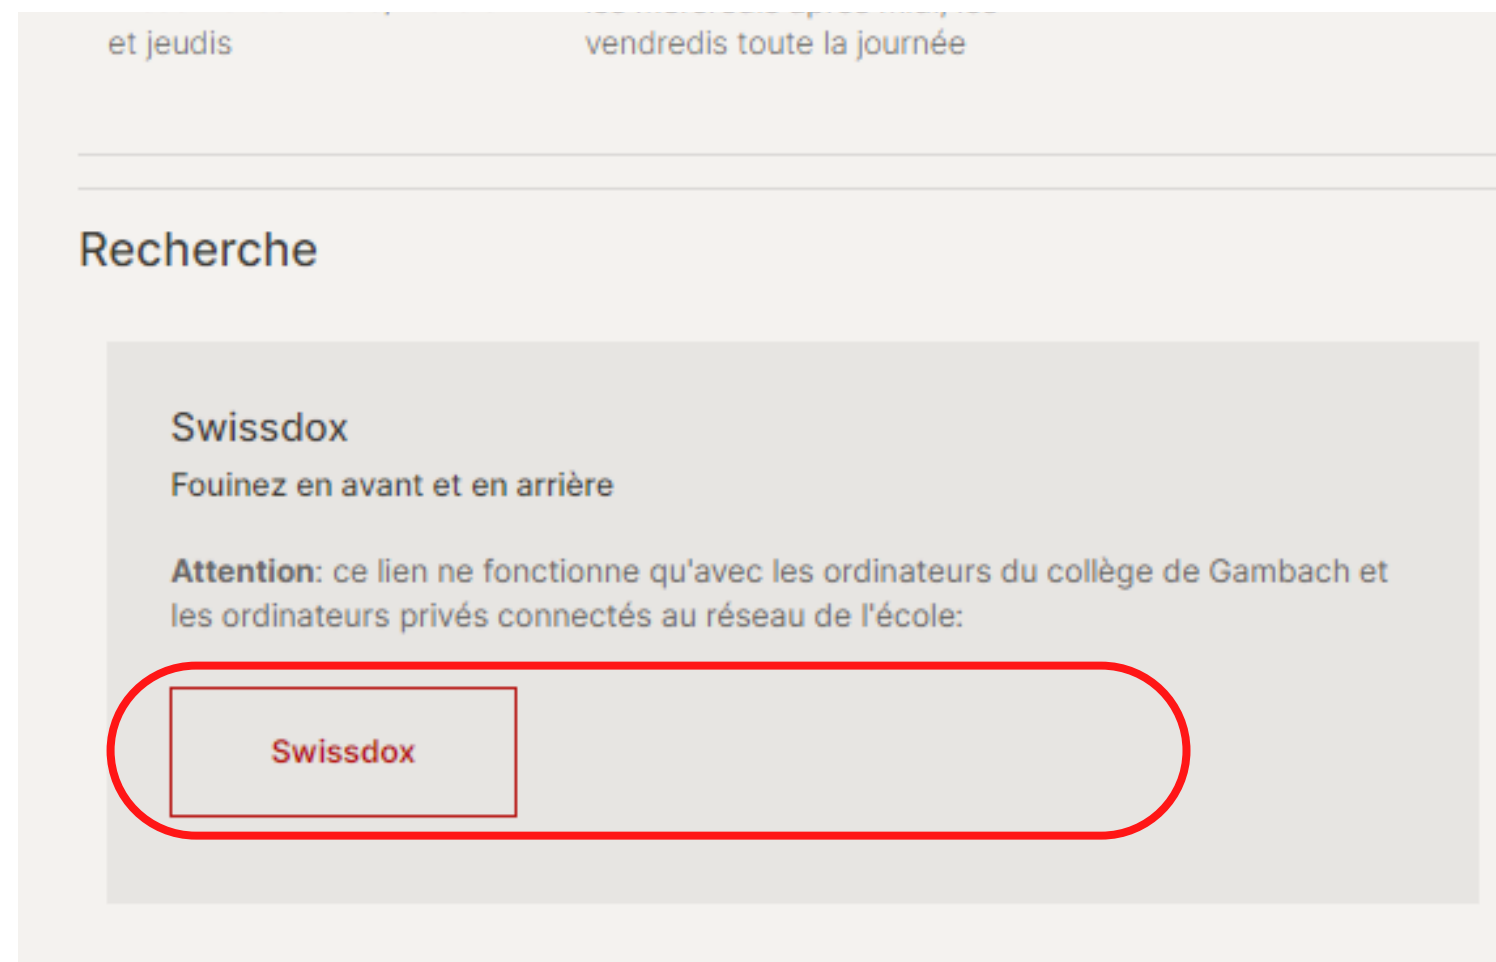 et jeudis
vendredis toute la journée
Recherche
Swissdox
Fouinez en avant et en arrière
Attention: ce lien ne fonctionne qu'avec les ordinateurs du collège de Gambach et
les ordinateurs privés connectés au réseau de l'école:
Swissdox